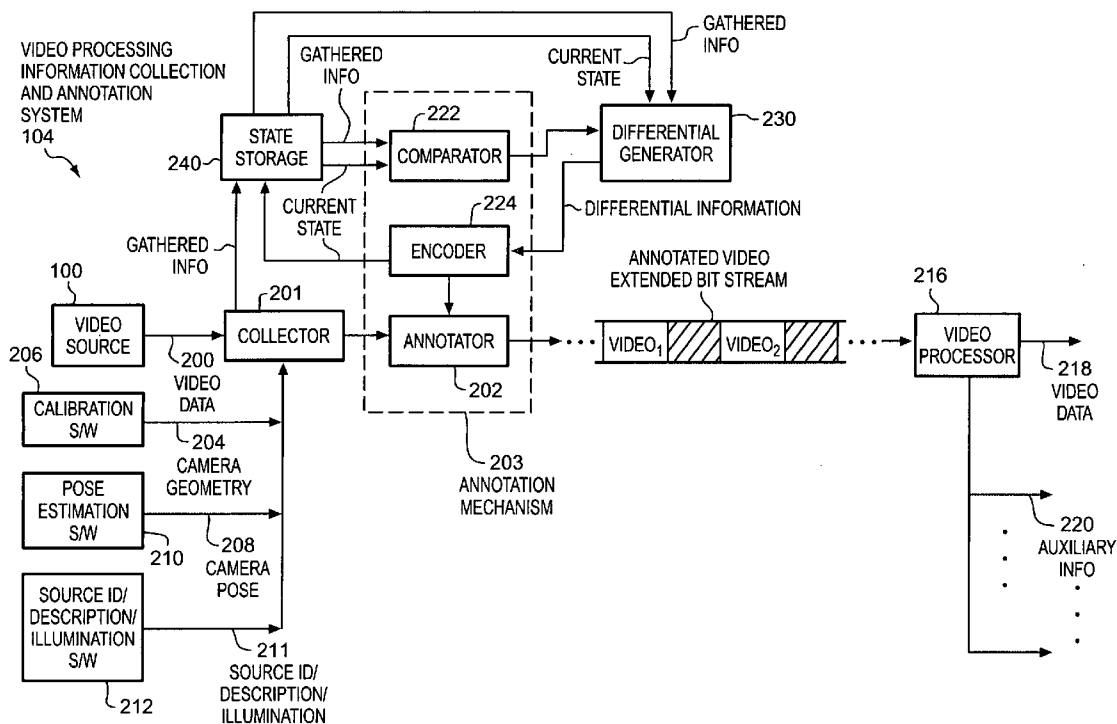 VIDEO PROCESSING
INFORMATION COLLECTION
AND ANNOTATION
SYSTEM
104
GATHERED
INFO
CURRENT
STATE
GATHERED
INFO
222
230
STATE
STORAGE
240
COMPARATOR
DIFFERENTIAL
GENERATOR
CURRENT
STATE
224
DIFFERENTIAL INFORMATION
GATHERED
INFO
ENCODER
ANNOTATED VIDEO
EXTENDED BIT STREAM
100
201
216
VIDEO
SOURCE
COLLECTOR
ANNOTATOR
VIDEO1
VIDEO2
VIDEO
PROCESSOR
206
200
VIDEO
DATA
202
218
VIDEO
DATA
CALIBRATION
S/W
204
CAMERA
GEOMETRY
203
ANNOTATION
MECHANISM
POSE
ESTIMATION
S/W
210
208
CAMERA
POSE
220
AUXILIARY
INFO
SOURCE ID/
DESCRIPTION/
ILLUMINATION
S/W
212
211
SOURCE ID/
DESCRIPTION/
ILLUMINATION